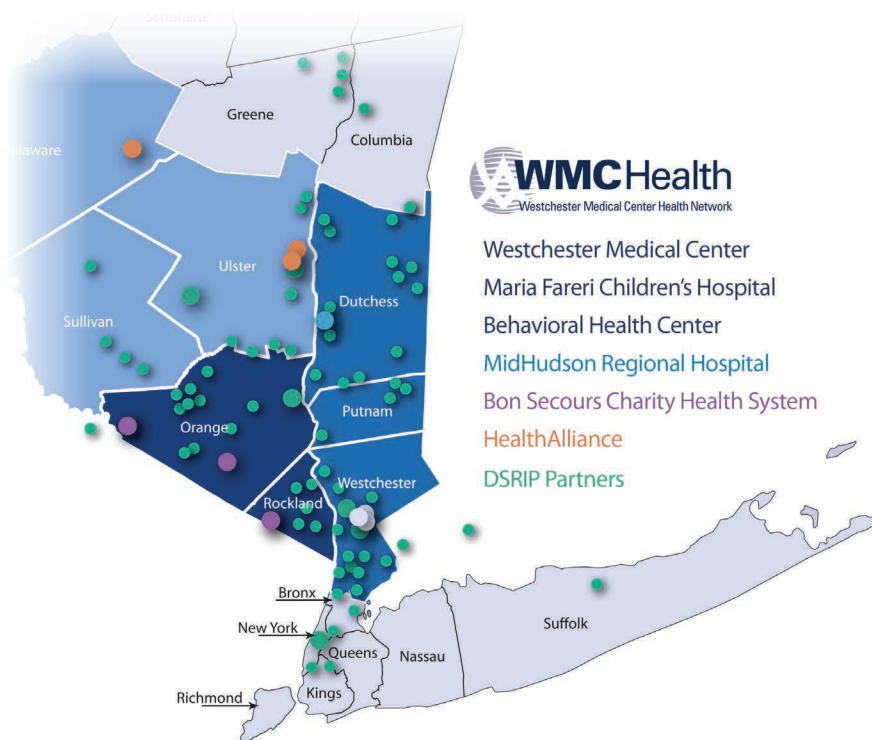 Schoharie
Greene
Columbia
elaware
WMCHealth
Westchester Medical Center Health Network
Westchester Medical Center
Ulster
Maria Fareri Children's Hospital
Dutchess
Sullivan
Behavioral Health Center
MidHudson Regional Hospital
Putnam
Bon Secours Charity Health System
Orange
HealthAlliance
DSRIP Partners
Westchester
Rockland
Bronx
New York
Suffolk
Queens
Nassau
Kings
Richmond